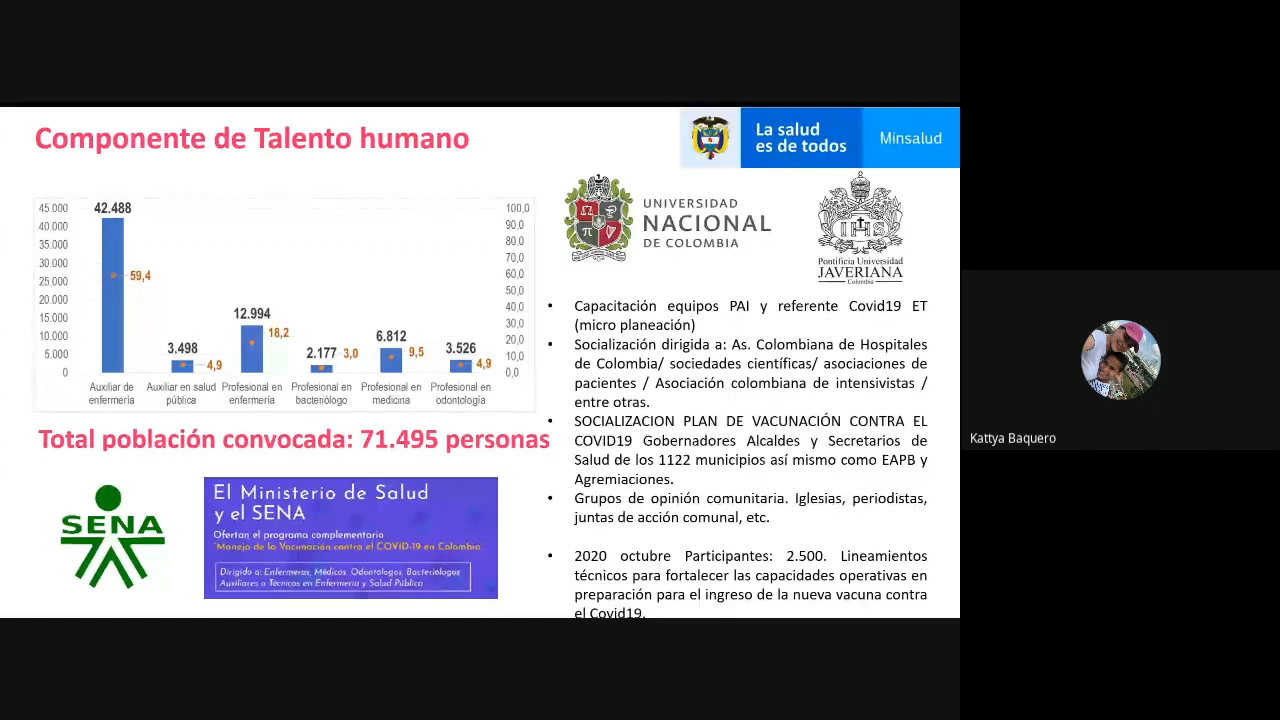 Componente de Talento humano
La salud
es de todos
Minsalud
45.000
40.000
35.000
30.000
25.000
20.000
15.000
10.000
5.000
0
42.488
59,4
3.498
4,9
12.994
18,2
2.177
3,0
6.812
9,5
3.526
4,9
100,0
90,0
80,0
70,0
60,0
50,0
40,0
30,0
20,0
10,0
0,0
Auxiliar de
enfermería
Auxiliar en salud
pública
Profesional en
enfermería
Profesional en
bacteriólogo
Profesional en
medicina
Profesional en
odontología
Total población convocada: 71.495 personas
SENA
El Ministerio de Salud
y el SENA
Ofertan el programa complementario
"Manejo de la Vacunación contra el COVID-19 en Colombia
Dirigido a: Enfermeras, Médicos, Odontólogos, Bacteriólogos
Auxiliares o Técnicos en Enfermería y Salud Pública
UNIVERSIDAD
NACIONAL
DE COLOMBIA
IHS
Pontificia Universidad
JAVERIANA
Colombia
• Capacitación equipos PAI y referente Covid19 ET
(micro planeación)
• Socialización dirigida a: As. Colombiana de Hospitales
de Colombia/ sociedades científicas/ asociaciones de
pacientes / Asociación colombiana de intensivistas /
entre otras.
• SOCIALIZACION PLAN DE VACUNACIÓN CONTRA EL
COVID19 Gobernadores Alcaldes y Secretarios de
Salud de los 1122 municipios así mismo como EAPB y
Agremiaciones.
• Grupos de opinión comunitaria. Iglesias, periodistas,
juntas de acción comunal, etc.
• 2020 octubre Participantes: 2.500. Lineamientos
técnicos para fortalecer las capacidades operativas en
preparación para el ingreso de la nueva vacuna contra
el Covid19.
Kattya Baquero